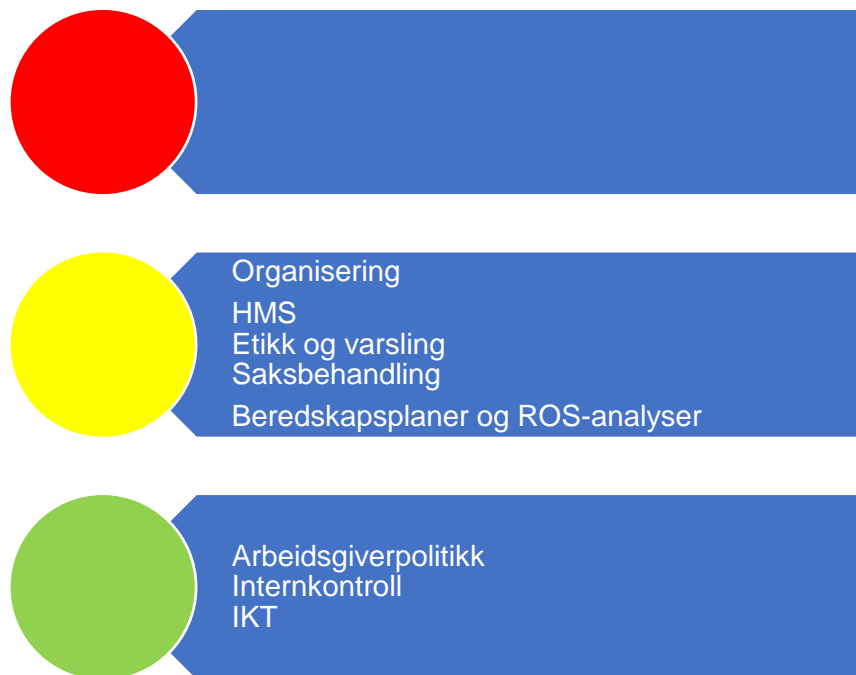 Organisering
HMS
Etikk og varsling
Saksbehandling
Beredskapsplaner og ROS-analyser
Arbeidsgiverpolitikk
Internkontroll
IKT